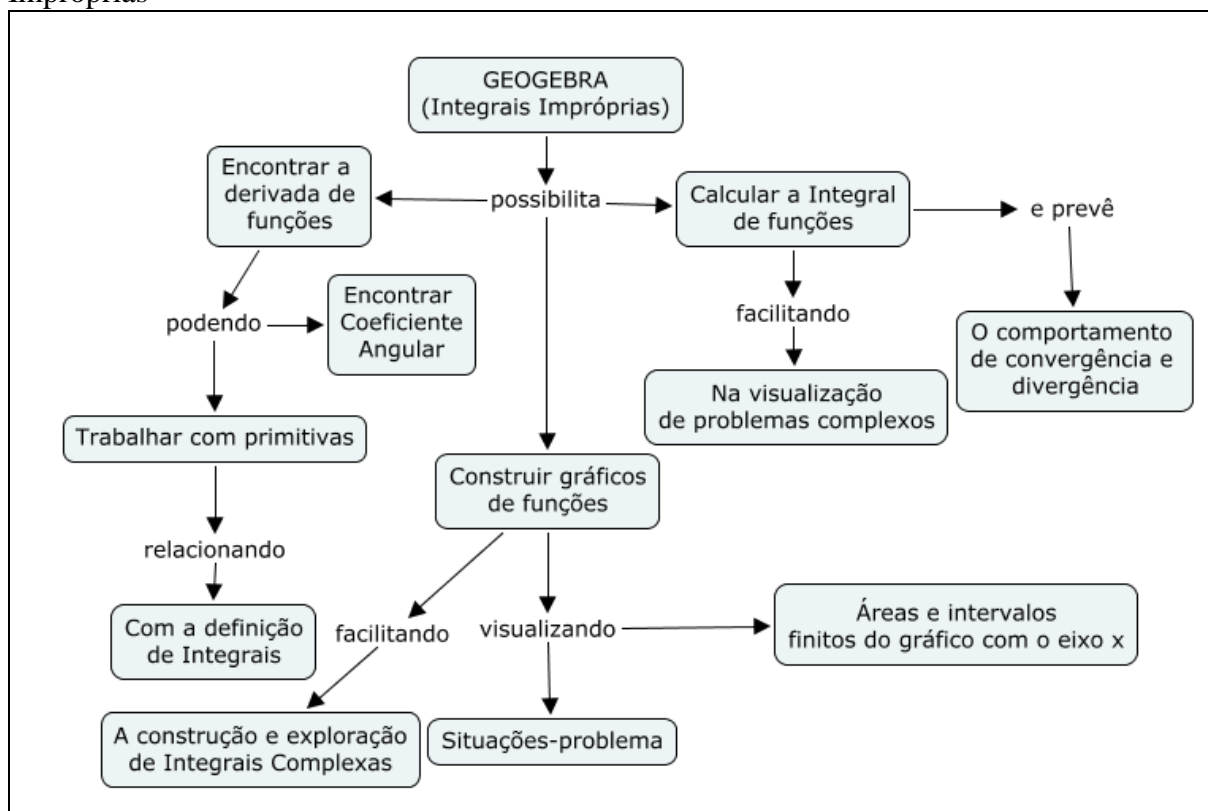 Impróprias
GEOGEBRA
(Integrais Impróprias)
Encontrar a
derivada de
funções
possibilita
Calcular a Integral
de funções
e prevê
podendo
Encontrar
Coeficiente
Angular
facilitando
O comportamento
de convergência e
divergência
Na visualização
de problemas complexos
Trabalhar com primitivas
Construir gráficos
de funções
relacionando
Com a definição
de Integrais
facilitando
visualizando
Áreas e intervalos
finitos do gráfico com o eixo x
A construção e exploração
de Integrais Complexas
Situações-problema